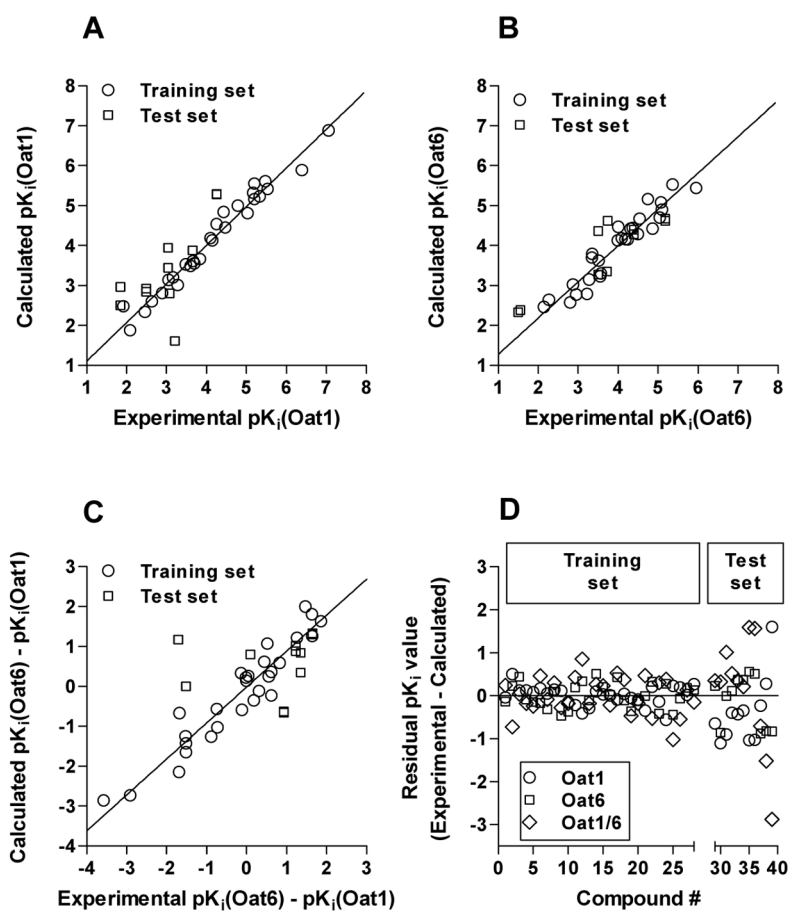 A
Calculated pKi(Oat1)
8
7
6
5
4
3
2
1
Training set
Test set
1 2 3 4 5 6 7 8
Experimental pKi(Oat1)
B
Calculated pKi(Oat6)
8
7
6
5
4
3
2
1
Training set
Test set
1 2 3 4 5 6 7 8
Experimental pKi(Oat6)
C
Calculated pKi(Oat6) - pKi(Oat1)
3
2
1
0
-1
-2
-3
-4
Training set
Test set
-4 -3 -2 -1 0 1 2 3
Experimental pKi(Oat6) - pKi(Oat1)
D
Residual pKi value
(Experimental - Calculated)
3
2
1
0
-1
-2
-3
Training
set
Test
set
Oat1
Oat6
Oat1/6
0 5 10 15 20 25 30 35 40
Compound #